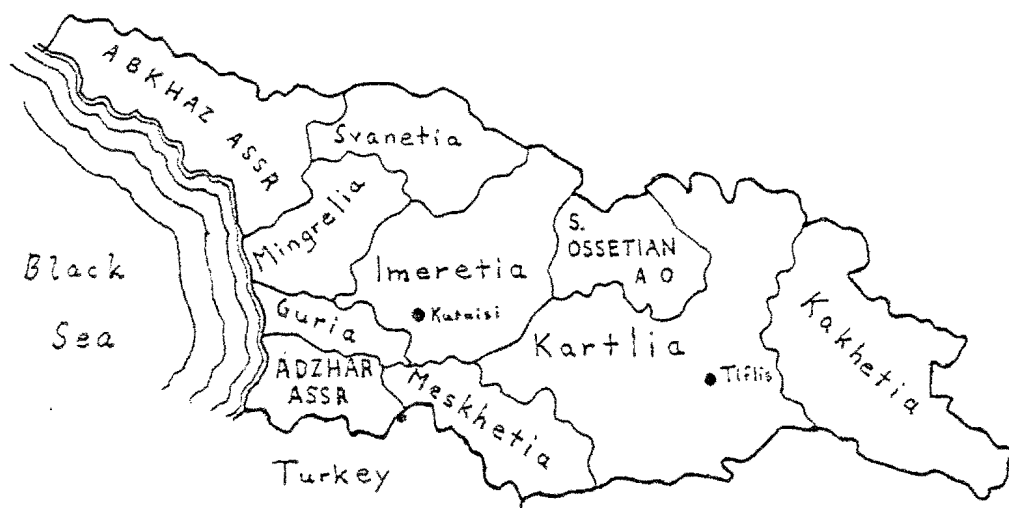 ABKHAZ ASSR
Svanetia
Mingrelia
Black
Sea
Imeretia
S.
OSSETIAN
A O
Kutaisi
Guria
Kartlia
Kakhetia
Tiflis
ADZHAR
ASSR
Meskhetia
Turkey